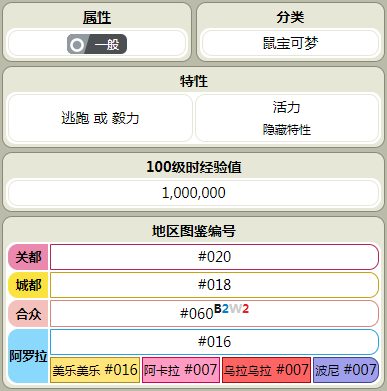 属性 分类
一般 鼠宝可梦
特性
逃跑 或 毅力 活力
隐藏特性
100级时经验值
1,000,000
地区图鉴编号
关都 #020
城都 #018
合众 #060B2W2
阿罗拉 #016
美乐美乐 #016 阿卡拉 #007 乌拉乌拉 #007 波尼 #007